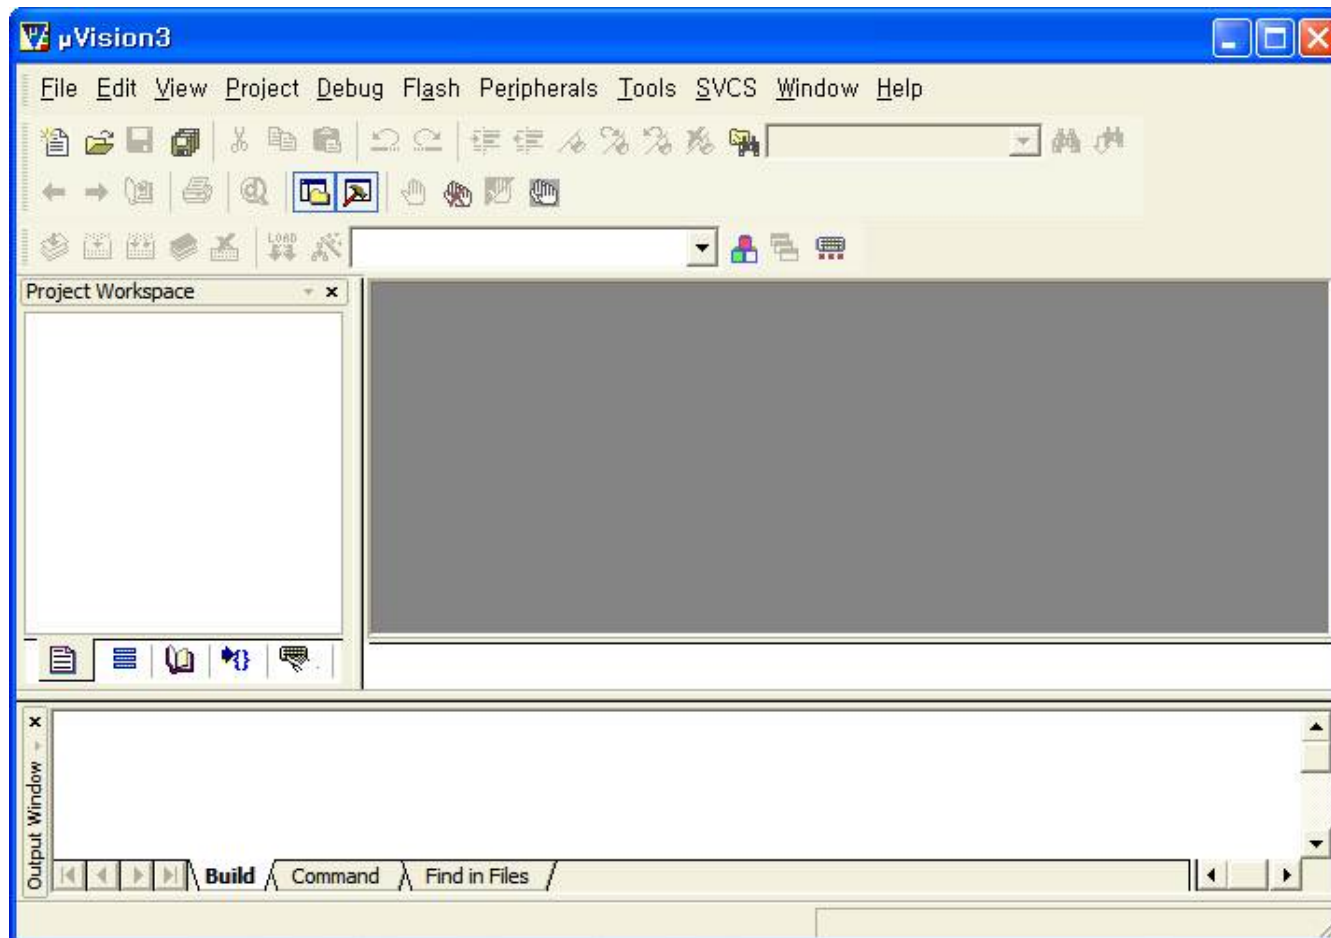 µVision3
File Edit View Project Debug Flash Peripherals Tools SVCS Window Help
LOAD
Project Workspace
Output Window
Build Command Find in Files